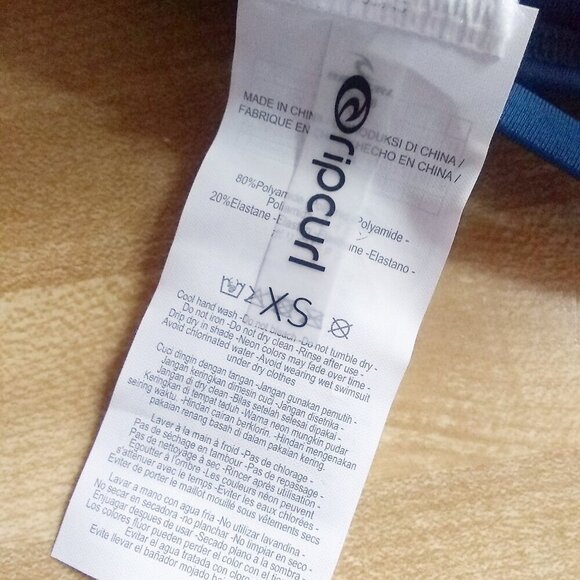 ripcurl
XS
MADE IN CHIN DUKSI DI CHINA /
FABRIQUE EN HECHO EN CHINA /
80%Polyam Polyamide -
20%Elastane - ne -Elastano -
Cool hand wash -Do not bleach -Do not tumble dry -
Do not iron -Do not dry clean -Rinse after use -
Drip dry in shade -Neon colors may fade over time -
Avoid chlorinated water -Avoid wearing wet swimsuit
under dry clothes
Cuci dingin dengan tangan -Jangan gunakan pemutih -
Jangan keringkan dimesin cuci -Jangan disetrika -
Jangan di dry clean -Bilas setelah selesai dipakai -
Keringkan di tempat teduh -Warna neon mungkin pudar
seiring waktu. -Hindari cairan berklorin. -Hindari mengenakan
pakaian renang basah di dalam pakaian kering.
Laver à la main à froid -Pas de chlorage -
Pas de séchage en tambour -Pas de repassage -
Pas de nettoyage à sec -Rincer après utilisation -
Egoutter à l'ombre -Les couleurs néon peuvent
s'atténuer avec le temps -Eviter les eaux chlorées -
Eviter de porter le maillot mouillé sous vêtements secs
Lavar a mano con agua fria -No utilizar lavandina -
No secar en secadora -no planchar -No limpiar en seco -
Enjuagar despues de usar -Secado plano a la sombra -
Los colores flúor pueden perder el color con el
Evitar el agua tratada con cloro
Evite llevar el bañador mojado